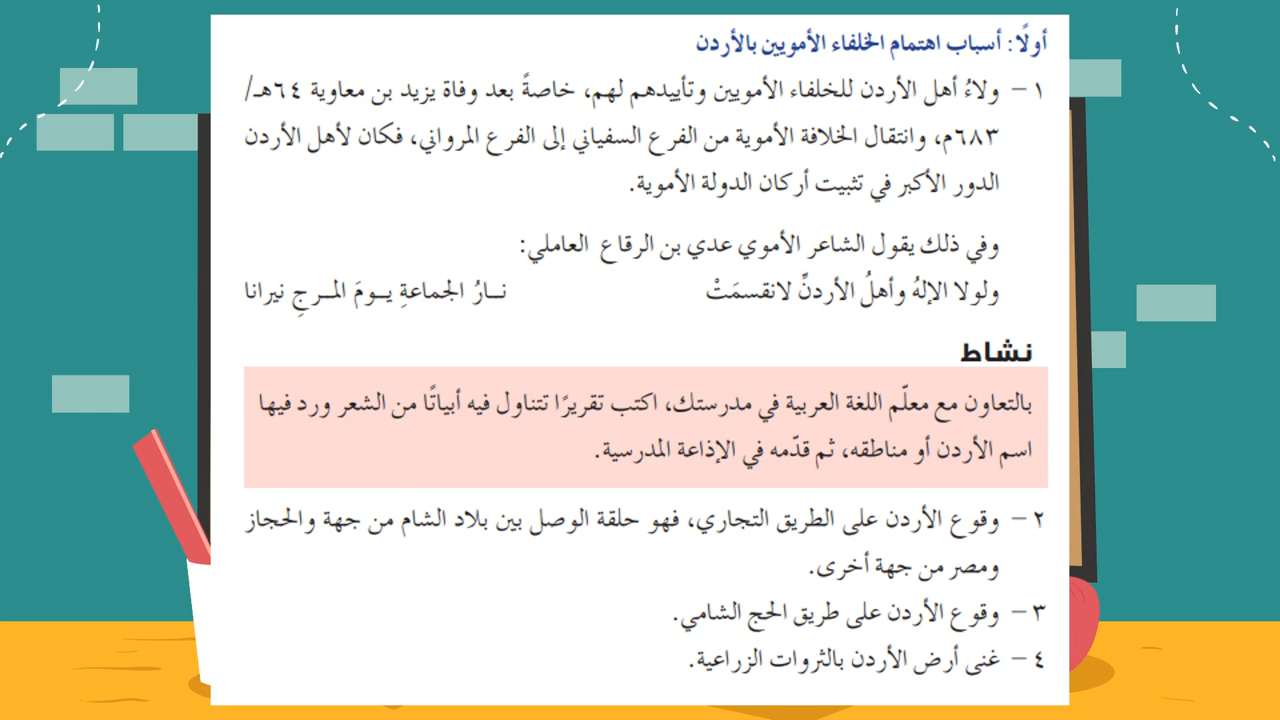 أولًا: أسباب اهتمام الخلفاء الأمويين بالأردن
١ – ولاءُ أهل الأردن للخلفاء الأمويين وتأييدهم لهم، خاصةً بعد وفاة يزيد بن معاوية ٦٤هـ/
٦٨٣م، وانتقال الخلافة الأموية من الفرع السفياني إلى الفرع المرواني، فكان لأهل الأردن
الدور الأكبر في تثبيت أركان الدولة الأموية.
وفي ذلك يقول الشاعر الأموي عدي بن الرقاع العاملي:
ولولا الإلهُ وأهلُ الأردنِّ لانقسمَتْ نــارُ الجماعةِ يــومَ المــرجِ نيرانا
نشاط
بالتعاون مع معلّم اللغة العربية في مدرستك، اكتب تقريرًا تتناول فيه أبياتًا من الشعر ورد فيها
اسم الأردن أو مناطقه، ثم قدّمه في الإذاعة المدرسية.
٢ – وقوع الأردن على الطريق التجاري، فهو حلقة الوصل بين بلاد الشام من جهة والحجاز
ومصر من جهة أخرى.
٣ – وقوع الأردن على طريق الحج الشامي.
٤ – غنى أرض الأردن بالثروات الزراعية.